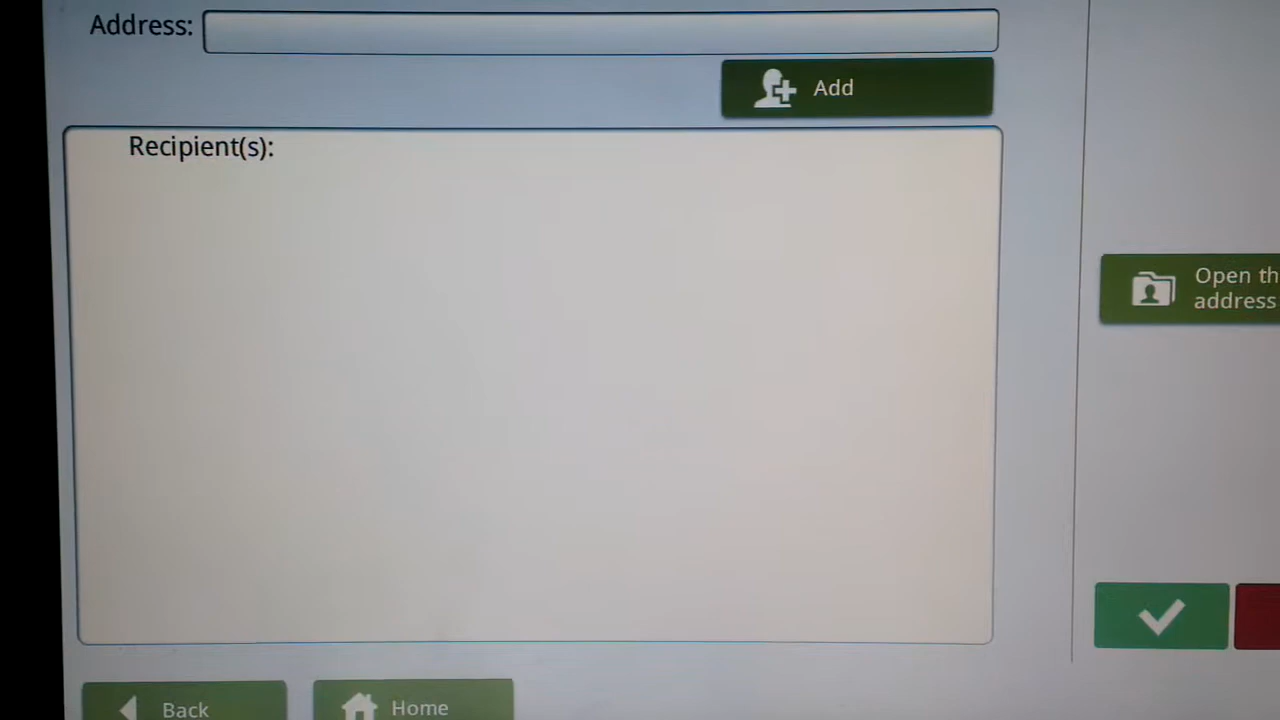 Address:
Add
Recipient(s):
Open th
address
Back
Home